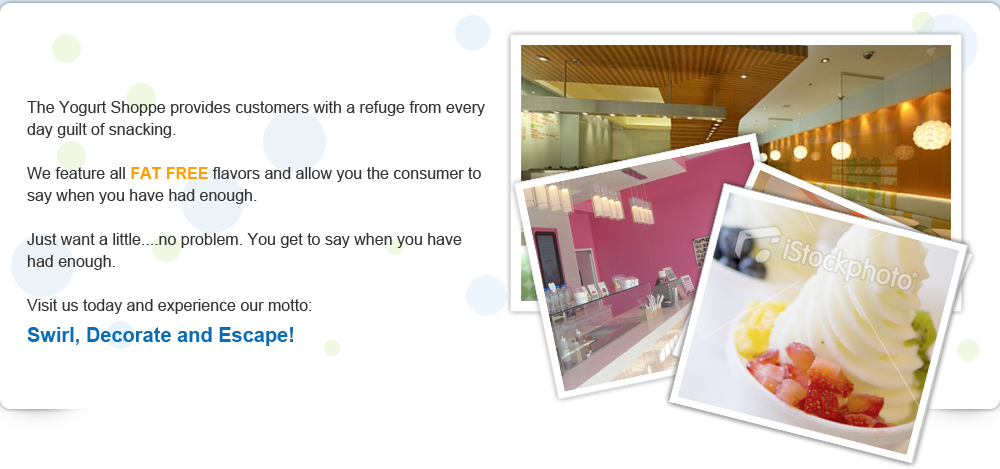 The Yogurt Shoppe provides customers with a refuge from every
day guilt of snacking.
We feature all FAT FREE flavors and allow you the consumer to
say when you have had enough.
Just want a little....no problem. You get to say when you have
had enough.
Visit us today and experience our motto:
Swirl, Decorate and Escape!
iStockphoto